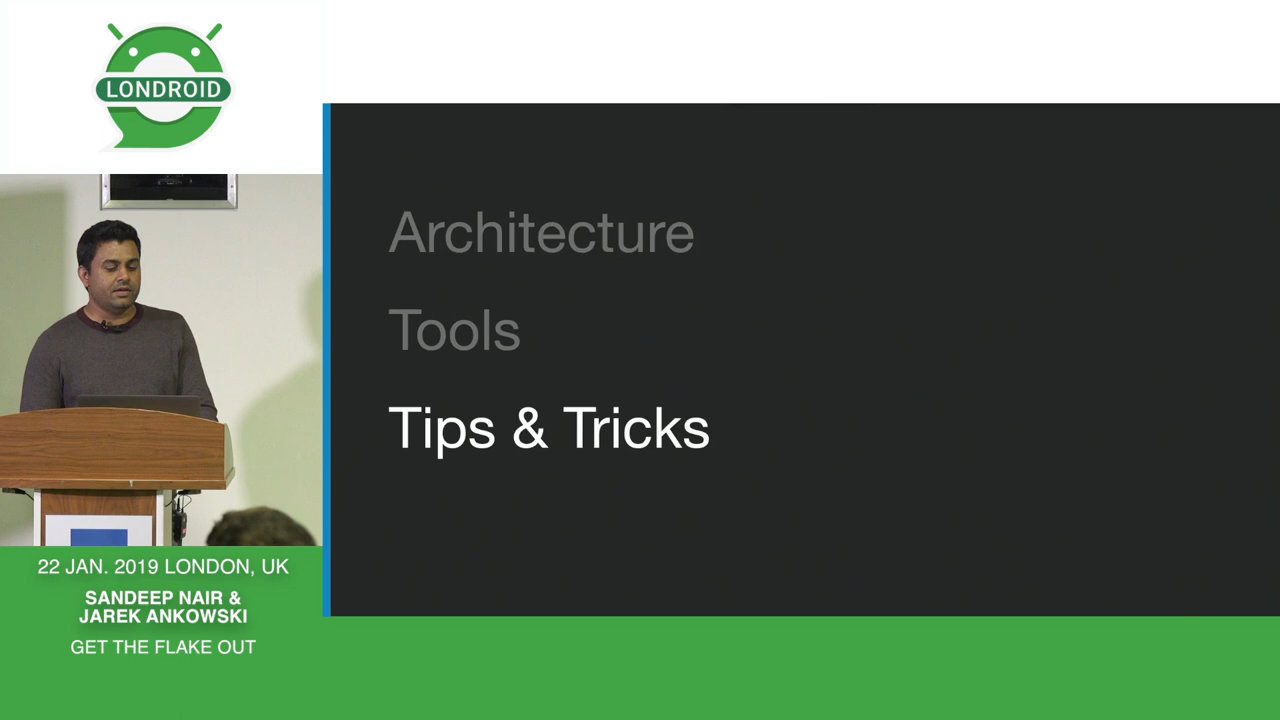 LONDROID
22 JAN. 2019 LONDON, UK
SANDEEP NAIR &
JAREK ANKOWSKI
GET THE FLAKE OUT
Architecture
Tools
Tips & Tricks